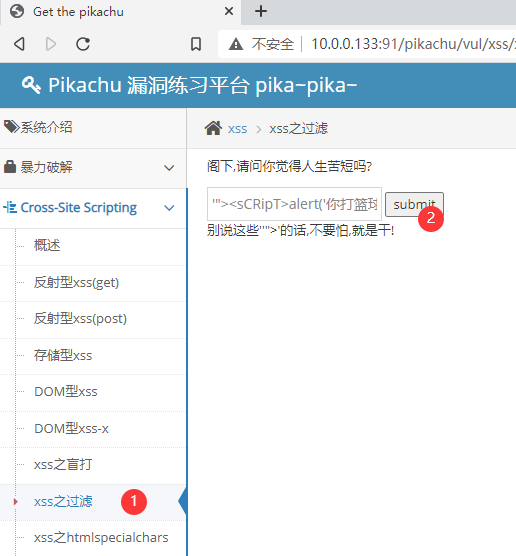 Get the pikachu
不安全 10.0.0.133:91/pikachu/vul/xss/
Pikachu 漏洞练习平台 pika~pika~
系统介绍
暴力破解
Cross-Site Scripting
概述
反射型xss(get)
反射型xss(post)
存储型xss
DOM型xss
DOM型xss-x
xss之盲打
xss之过滤 1
xss之htmlspecialchars
xss > xss之过滤
阁下,请问你觉得人生苦短吗?
'"><sCRipT>alert('你打篮球 submit
2
别说这些''"">'的话,不要怕,就是干!